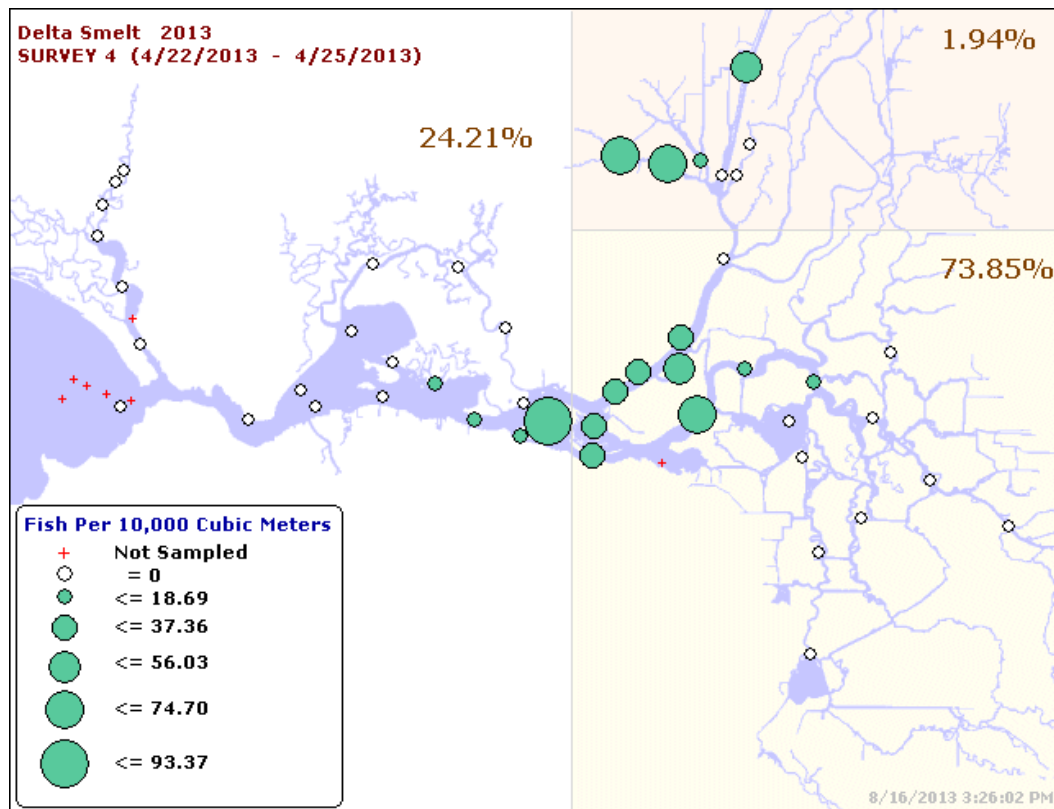 Delta Smelt 2013
SURVEY 4 (4/22/2013 - 4/25/2013)
24.21%
1.94%
73.85%
Fish Per 10,000 Cubic Meters
Not Sampled
= 0
<= 18.69
<= 37.36
<= 56.03
<= 74.70
<= 93.37
8/16/2013 3:26:02 PM